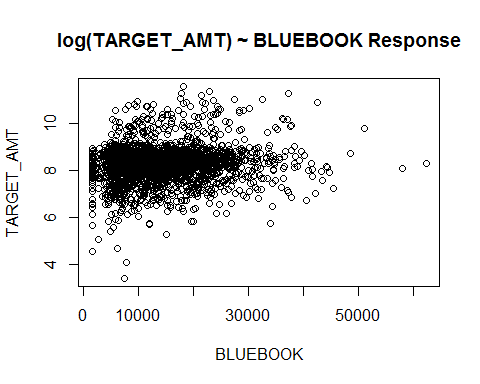 log(TARGET_AMT) ~ BLUEBOOK Response
TARGET_AMT
10
8
6
4
0 10000 30000 50000
BLUEBOOK